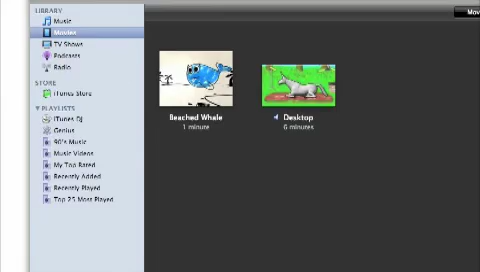 LIBRARY
Music
Movies
TV Shows
Podcasts
Radio
STORE
iTunes Store
PLAYLISTS
iTunes DJ
Genius
90's Music
Music Videos
My Top Rated
Recently Added
Recently Played
Top 25 Most Played
Mov
Beached Whale
1 minute
Desktop
6 minutes